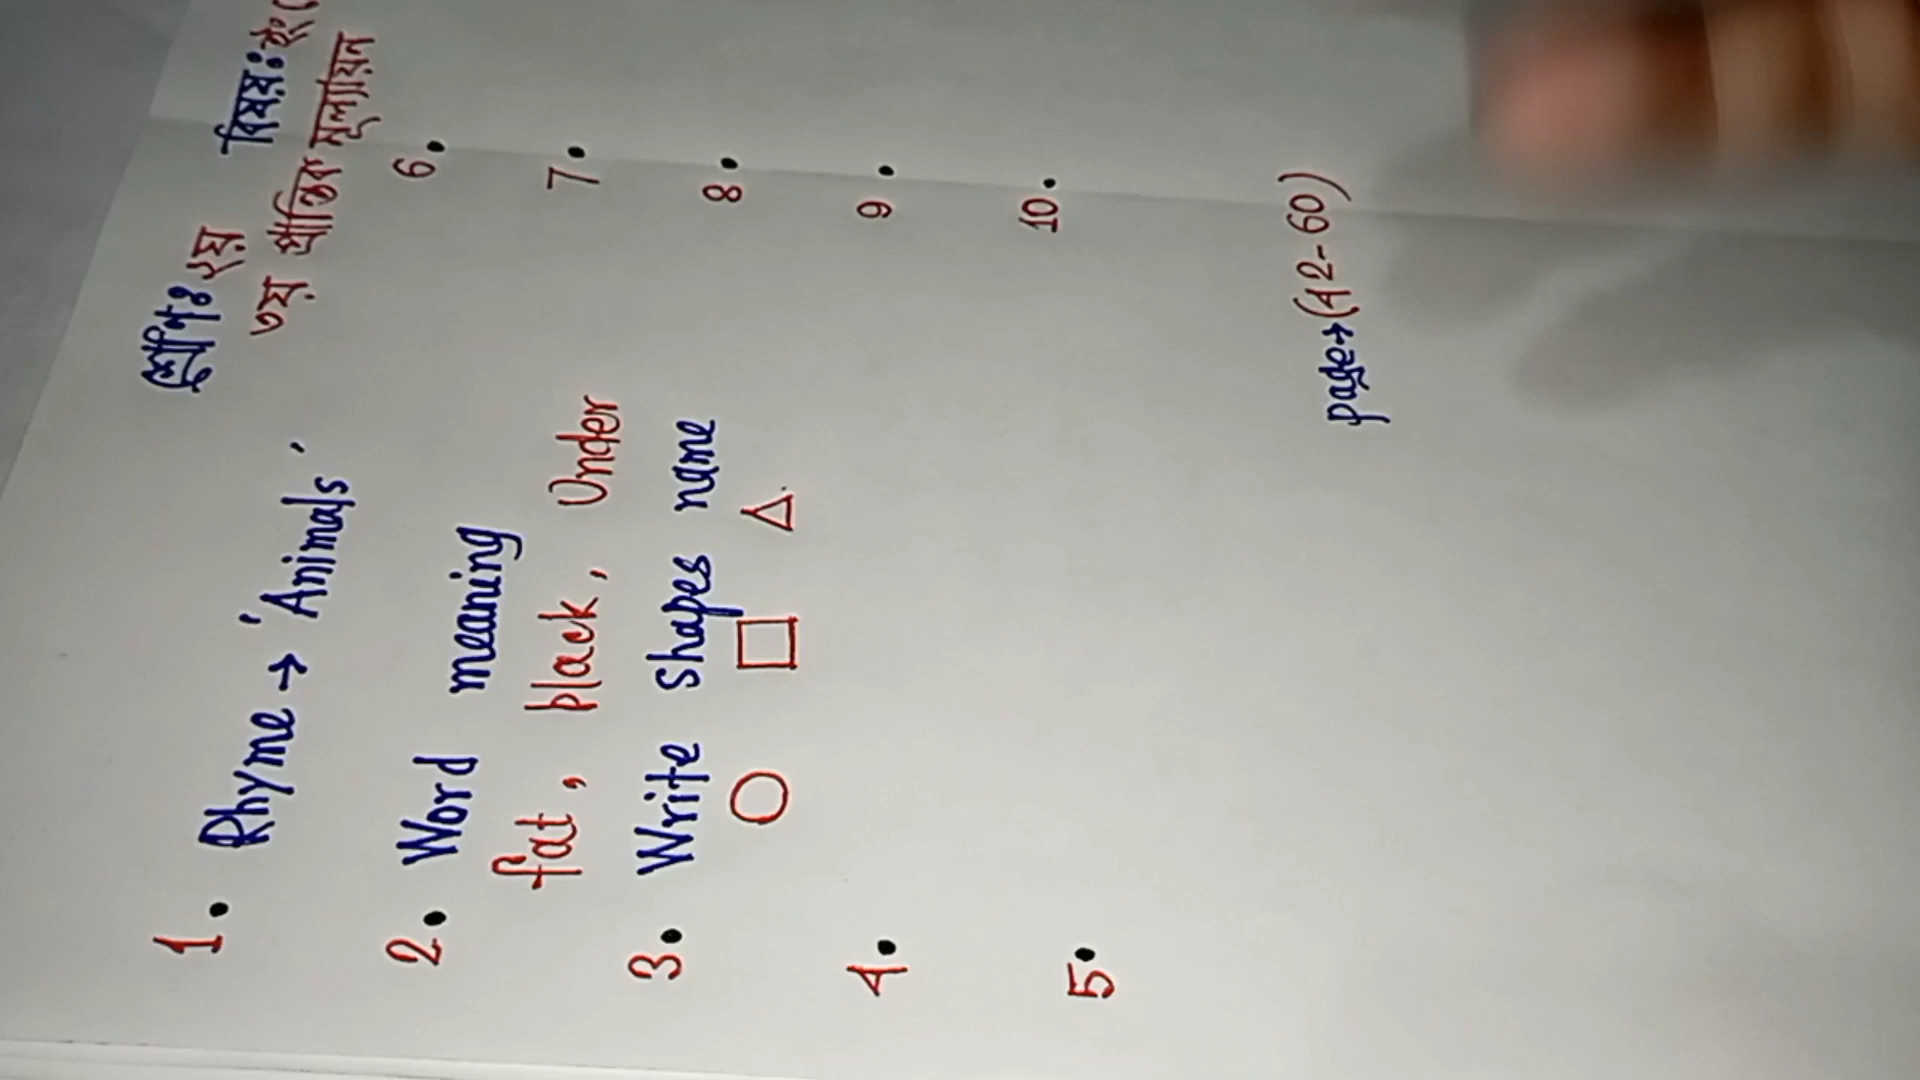 শ্রেণি: ২য় বিষয়: ইং
৩য় প্রান্তিক মূল্যায়ন
1. Rhyme → 'Animals'
2. Word meaning
fat, black, Under
3. Write shapes name
○ □ △
4.
5.
6.
7.
8.
9.
10.
page → (42-60)